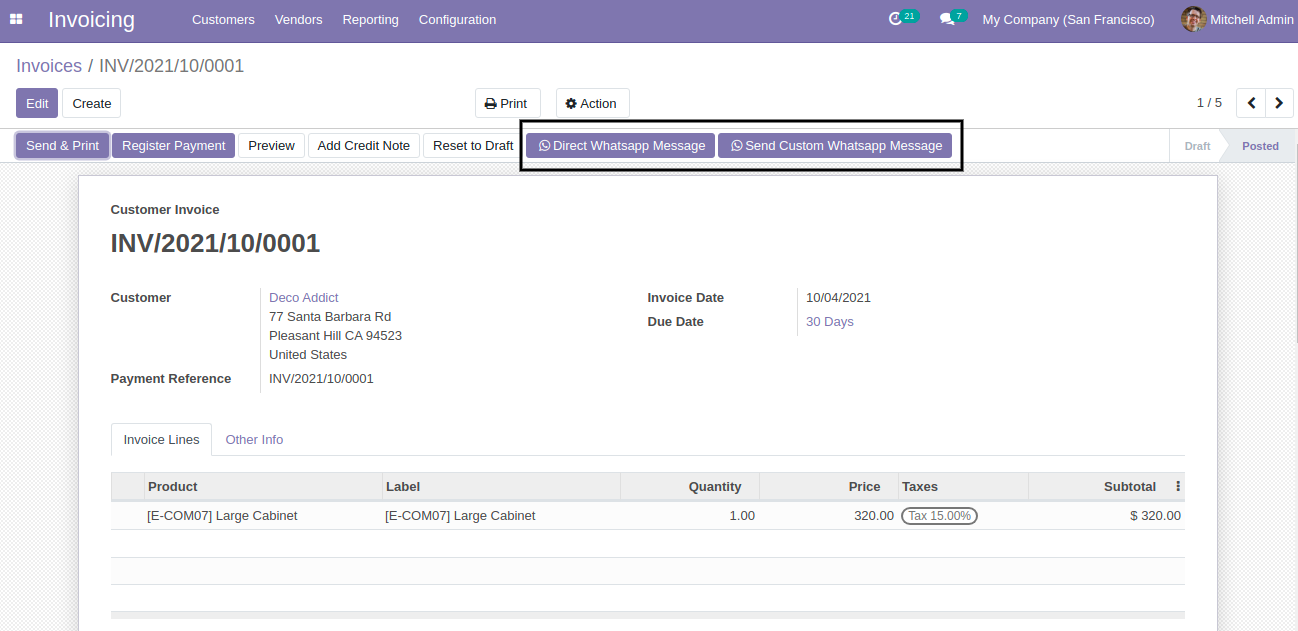 Invoicing Customers Vendors Reporting Configuration 21 7 My Company (San Francisco) Mitchell Admin
Invoices / INV/2021/10/0001
Edit Create Print Action 1 / 5
Send & Print Register Payment Preview Add Credit Note Reset to Draft Direct Whatsapp Message Send Custom Whatsapp Message Draft Posted
Customer Invoice
INV/2021/10/0001
Customer Deco Addict Invoice Date 10/04/2021
77 Santa Barbara Rd Due Date 30 Days
Pleasant Hill CA 94523
United States
Payment Reference INV/2021/10/0001
Invoice Lines Other Info
Product Label Quantity Price Taxes Subtotal
[E-COM07] Large Cabinet [E-COM07] Large Cabinet 1.00 320.00 Tax 15.00% $ 320.00